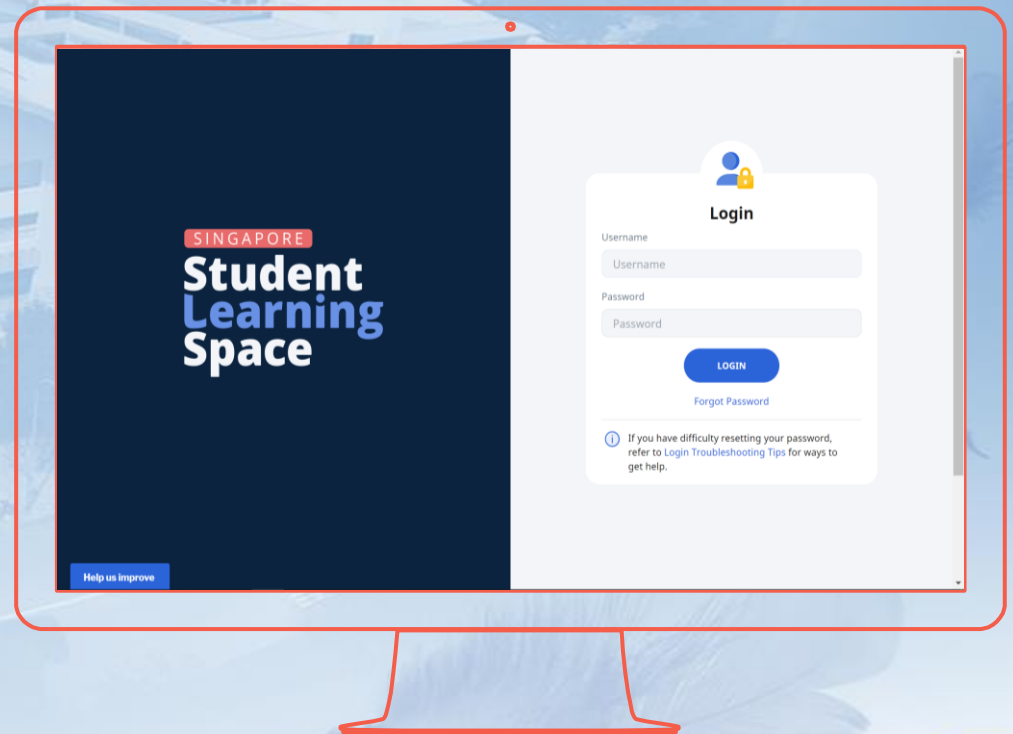 SINGAPORE
Student
Learning
Space
Help us improve
Login
Username
Username
Password
Password
LOGIN
Forgot Password
If you have difficulty resetting your password,
refer to Login Troubleshooting Tips for ways to
get help.